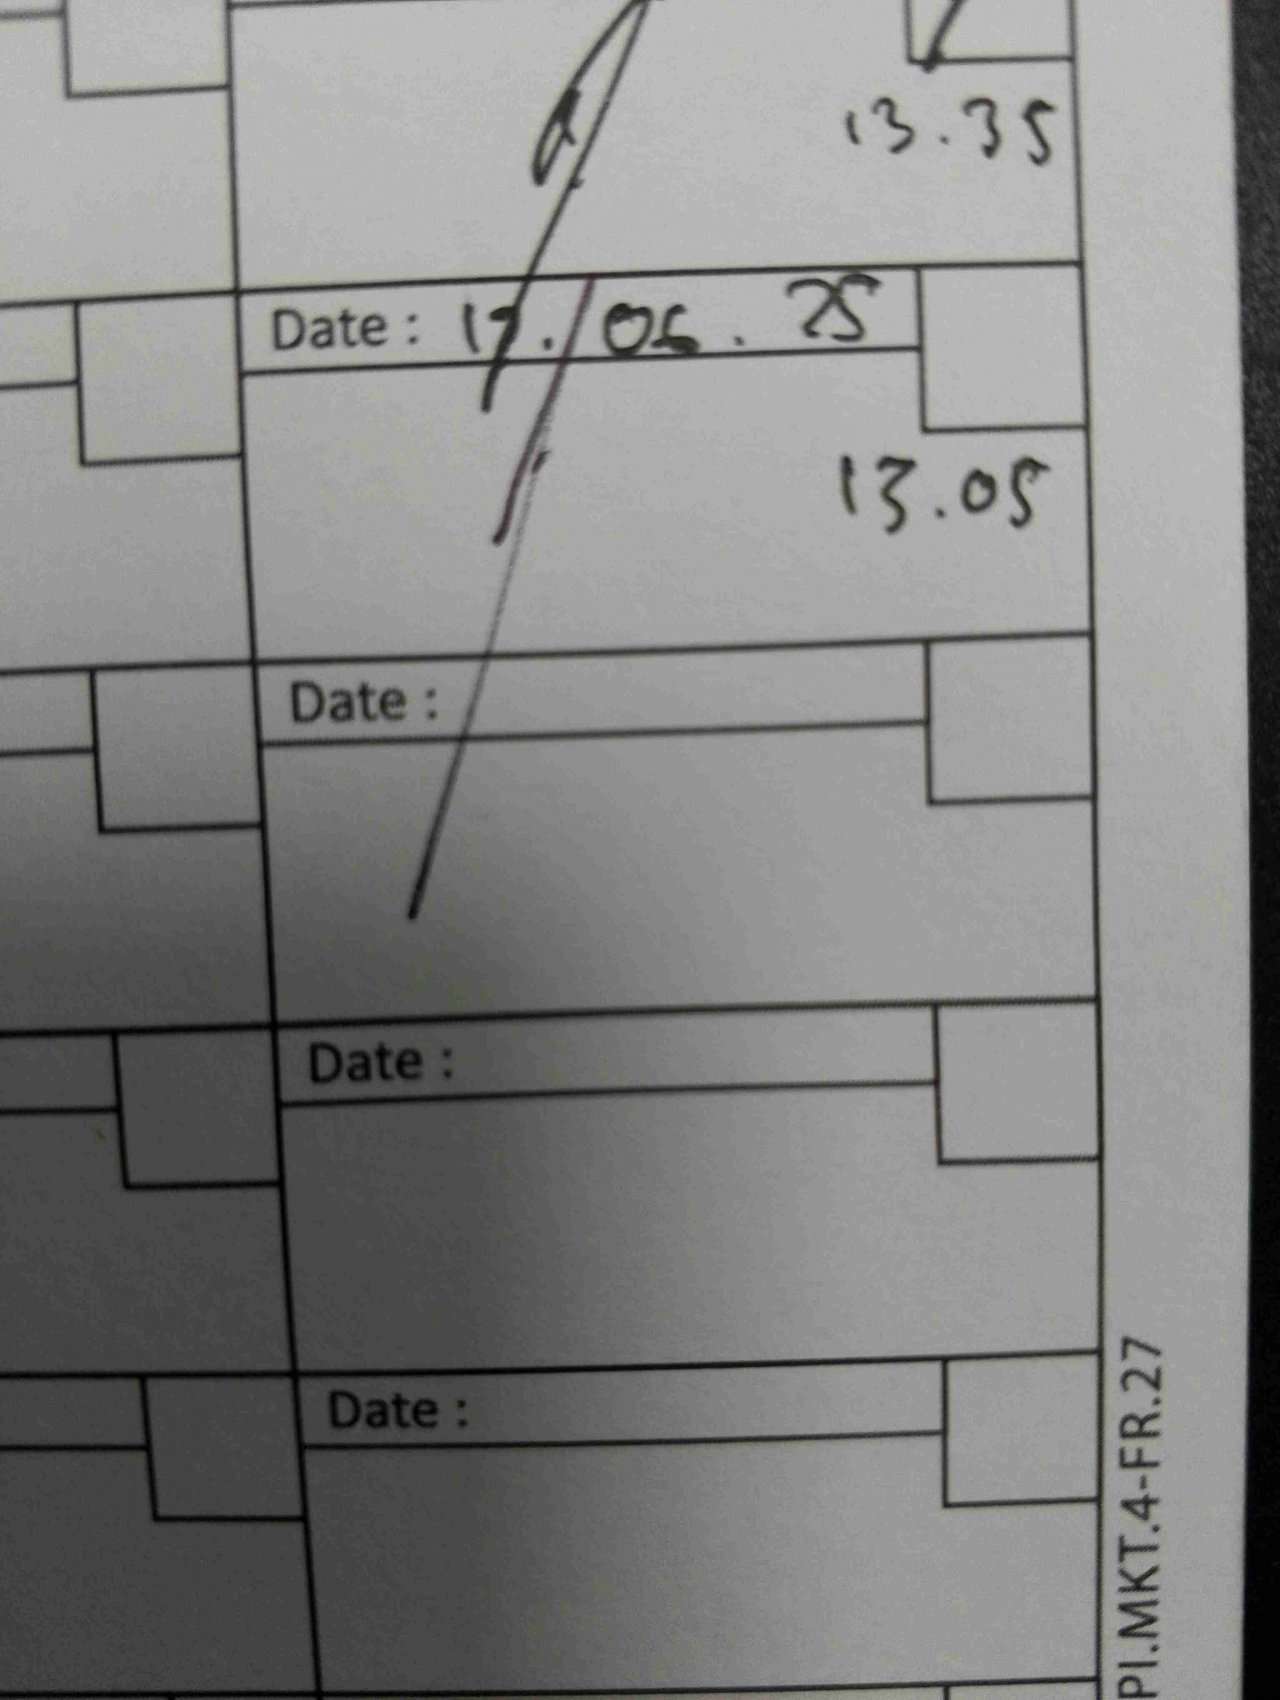 13.35
Date : 17.06.25
13.05
Date :
Date :
Date :
PI.MKT.4-FR.27